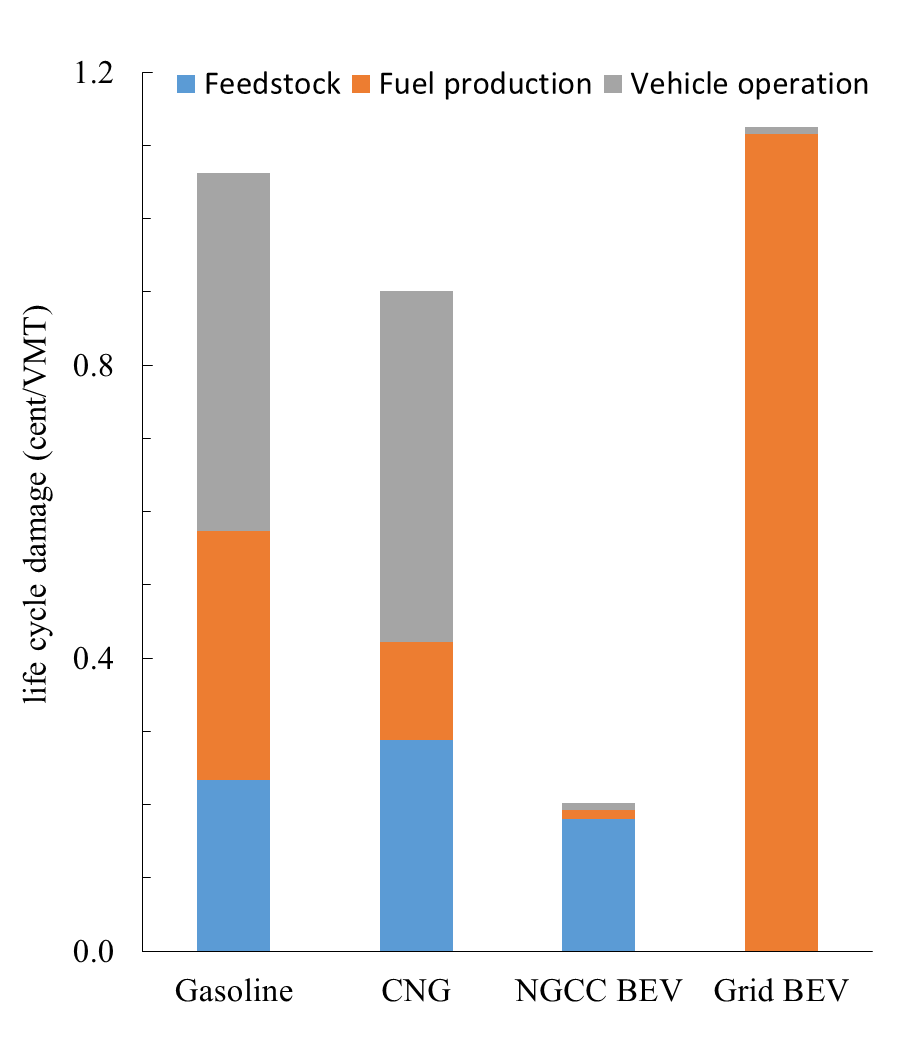 1.2
Feedstock Fuel production Vehicle operation
0.8
life cycle damage (cent/VMT)
0.4
0.0
Gasoline CNG NGCC BEV Grid BEV